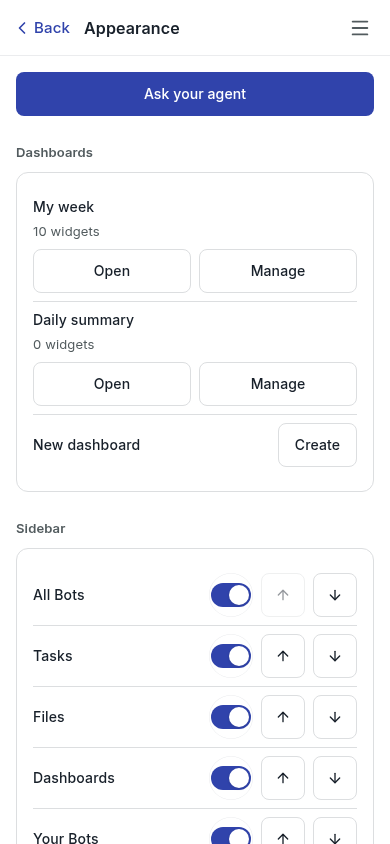 Back
Appearance
Ask your agent
Dashboards
My week
10 widgets
Open
Manage
Daily summary
0 widgets
Open
Manage
New dashboard
Create
Sidebar
All Bots
Tasks
Files
Dashboards
Your Bots